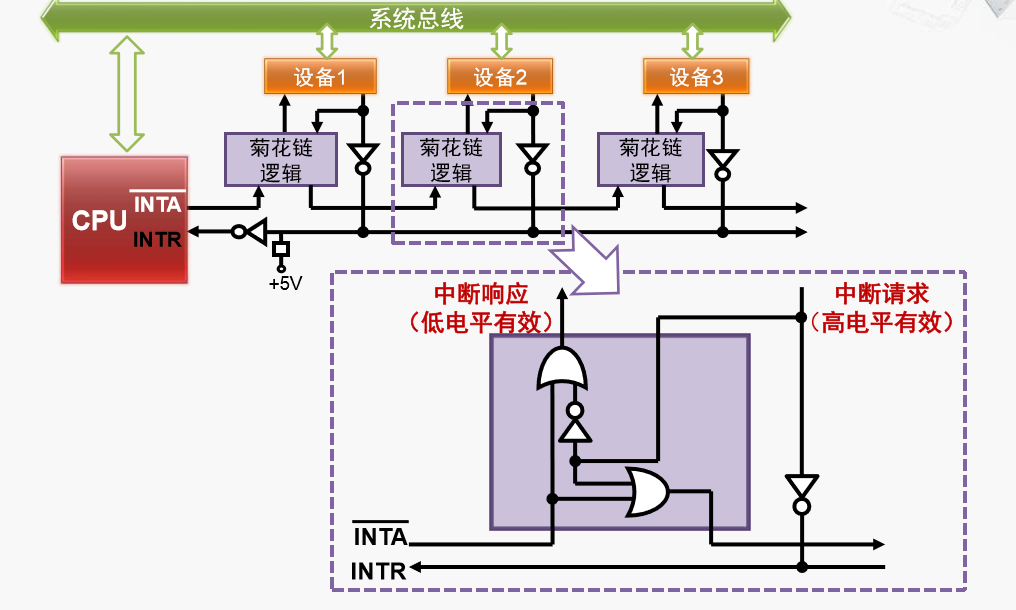 系统总线
设备1
设备2
设备3
菊花链
逻辑
菊花链
逻辑
菊花链
逻辑
CPU
INTA
INTR
+5V
中断响应
（低电平有效）
中断请求
（高电平有效）
INTA
INTR